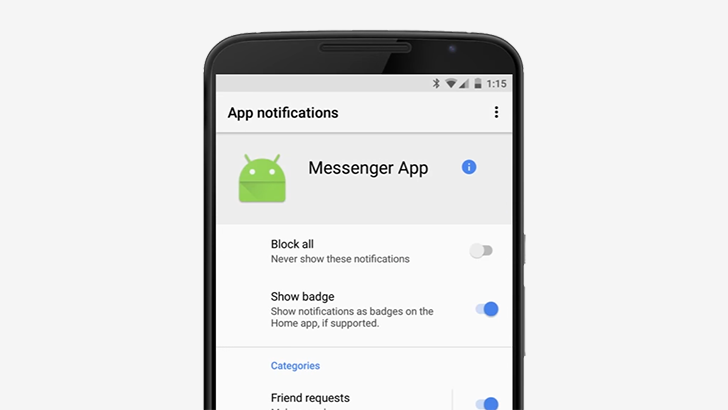 1:15
App notifications
Messenger App
Block all
Never show these notifications
Show badge
Show notifications as badges on the
Home app, if supported.
Categories
Friend requests